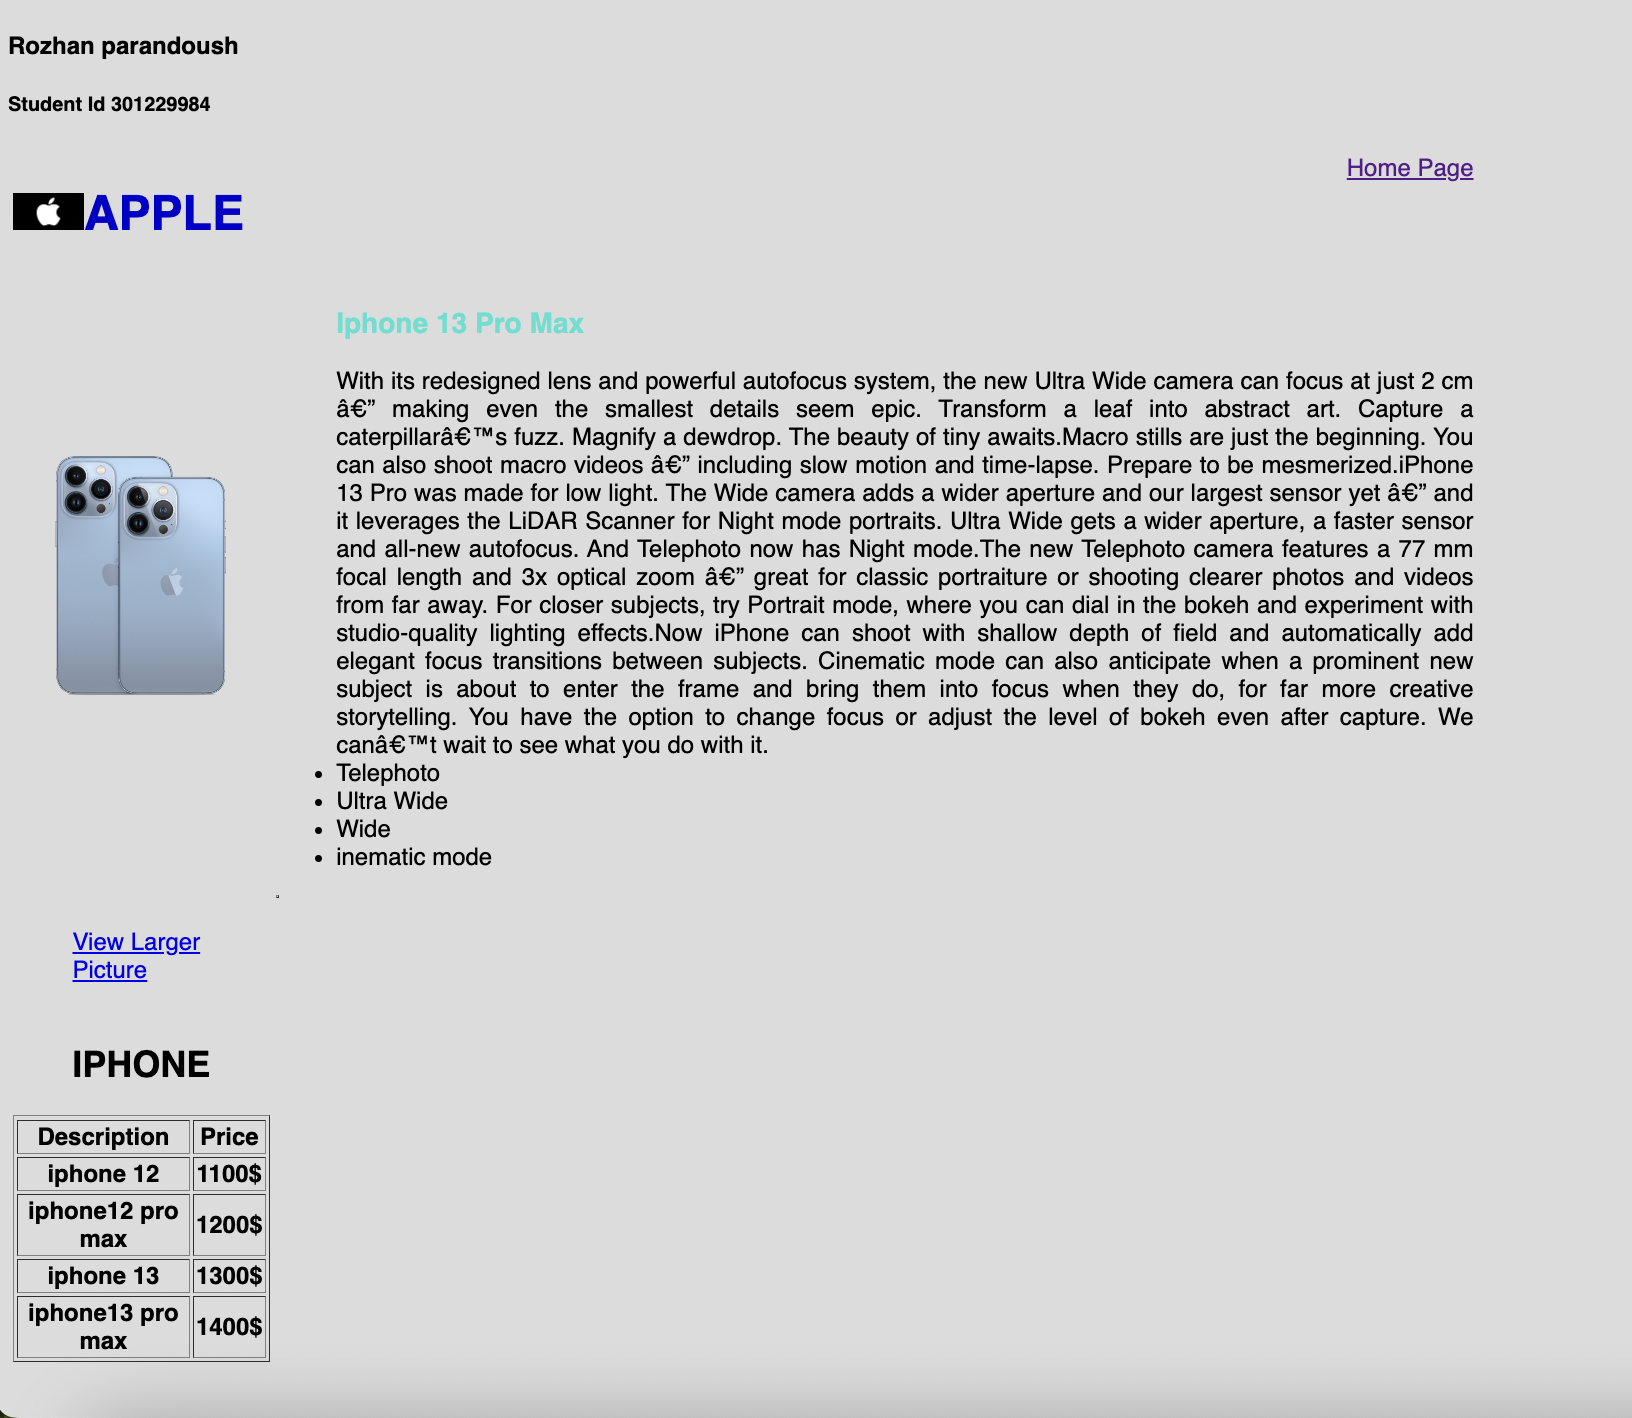 Rozhan parandoush
Student Id 301229984
Home Page
APPLE
Iphone 13 Pro Max
With its redesigned lens and powerful autofocus system, the new Ultra Wide camera can focus at just 2 cm
â€” making even the smallest details seem epic. Transform a leaf into abstract art. Capture a
caterpillarâ€™s fuzz. Magnify a dewdrop. The beauty of tiny awaits.Macro stills are just the beginning. You
can also shoot macro videos â€” including slow motion and time-lapse. Prepare to be mesmerized.iPhone
13 Pro was made for low light. The Wide camera adds a wider aperture and our largest sensor yet â€” and
it leverages the LiDAR Scanner for Night mode portraits. Ultra Wide gets a wider aperture, a faster sensor
and all-new autofocus. And Telephoto now has Night mode.The new Telephoto camera features a 77 mm
focal length and 3x optical zoom â€” great for classic portraiture or shooting clearer photos and videos
from far away. For closer subjects, try Portrait mode, where you can dial in the bokeh and experiment with
studio-quality lighting effects.Now iPhone can shoot with shallow depth of field and automatically add
elegant focus transitions between subjects. Cinematic mode can also anticipate when a prominent new
subject is about to enter the frame and bring them into focus when they do, for far more creative
storytelling. You have the option to change focus or adjust the level of bokeh even after capture. We
canâ€™t wait to see what you do with it.
• Telephoto
• Ultra Wide
• Wide
• inematic mode
View Larger
Picture
IPHONE
Description Price
iphone 12 1100$
iphone12 pro
max 1200$
iphone 13 1300$
iphone13 pro
max 1400$